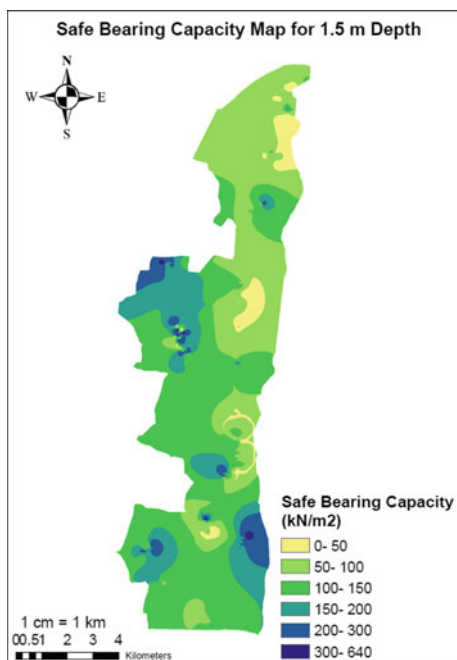 Safe Bearing Capacity Map for 1.5 m Depth
N
W E
S
Safe Bearing Capacity
(kN/m2)
0- 50
50- 100
100- 150
150- 200
200- 300
300- 640
1 cm = 1 km
00.51 2 3 4
Kilometers